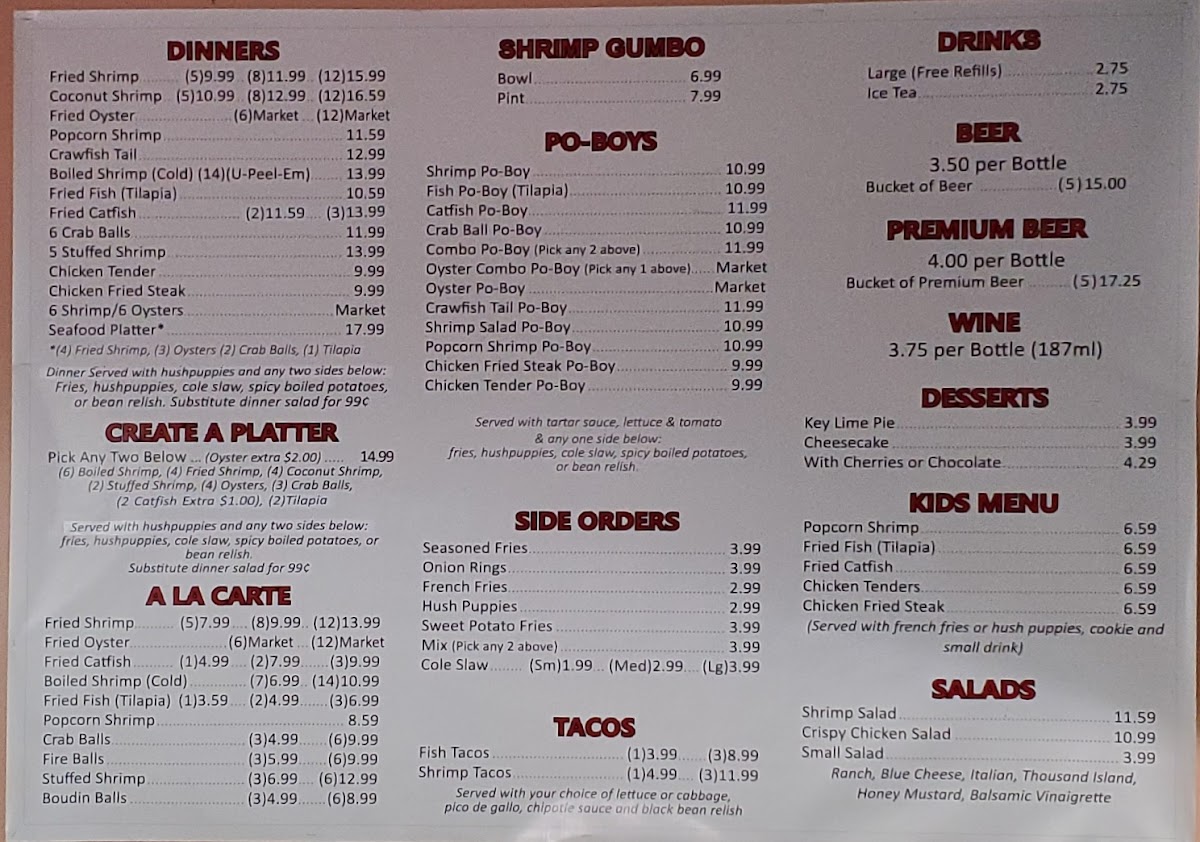 DINNERS
Fried Shrimp (5)9.99 (8)11.99 (12)15.99
Coconut Shrimp (5)10.99 (8)12.99 (12)16.59
Fried Oyster (6)Market (12)Market
Popcorn Shrimp 11.59
Crawfish Tail 12.99
Boiled Shrimp (Cold) (14)(U-Peel-Em) 13.99
Fried Fish (Tilapia) 10.59
Fried Catfish (2)11.59 (3)13.99
6 Crab Balls 11.99
5 Stuffed Shrimp 13.99
Chicken Tender 9.99
Chicken Fried Steak 9.99
6 Shrimp/6 Oysters Market
Seafood Platter* 17.99
*(4) Fried Shrimp, (3) Oysters (2) Crab Balls, (1) Tilapia
Dinner Served with hushpuppies and any two sides below:
Fries, hushpuppies, cole slaw, spicy boiled potatoes,
or bean relish. Substitute dinner salad for 99¢
CREATE A PLATTER
Pick Any Two Below ... (Oyster extra $2.00) 14.99
(6) Boiled Shrimp, (4) Fried Shrimp, (4) Coconut Shrimp,
(2) Stuffed Shrimp, (4) Oysters, (3) Crab Balls,
(2 Catfish Extra $1.00), (2)Tilapia
Served with hushpuppies and any two sides below:
fries, hushpuppies, cole slaw, spicy boiled potatoes, or
bean relish.
Substitute dinner salad for 99¢
A LA CARTE
Fried Shrimp (5)7.99 (8)9.99 (12)13.99
Fried Oyster (6)Market (12)Market
Fried Catfish (1)4.99 (2)7.99 (3)9.99
Boiled Shrimp (Cold) (7)6.99 (14)10.99
Fried Fish (Tilapia) (1)3.59 (2)4.99 (3)6.99
Popcorn Shrimp 8.59
Crab Balls (3)4.99 (6)9.99
Fire Balls (3)5.99 (6)9.99
Stuffed Shrimp (3)6.99 (6)12.99
Boudin Balls (3)4.99 (6)8.99
SHRIMP GUMBO
Bowl 6.99
Pint 7.99
PO-BOYS
Shrimp Po-Boy 10.99
Fish Po-Boy (Tilapia) 10.99
Catfish Po-Boy 11.99
Crab Ball Po-Boy 10.99
Combo Po-Boy (Pick any 2 above) 11.99
Oyster Combo Po-Boy (Pick any 1 above) Market
Oyster Po-Boy Market
Crawfish Tail Po-Boy 11.99
Shrimp Salad Po-Boy 10.99
Popcorn Shrimp Po-Boy 10.99
Chicken Fried Steak Po-Boy 9.99
Chicken Tender Po-Boy 9.99
Served with tartar sauce, lettuce & tomato
& any one side below:
fries, hushpuppies, cole slaw, spicy boiled potatoes,
or bean relish.
SIDE ORDERS
Seasoned Fries 3.99
Onion Rings 3.99
French Fries 2.99
Hush Puppies 2.99
Sweet Potato Fries 3.99
Mix (Pick any 2 above) 3.99
Cole Slaw (Sm)1.99 (Med)2.99 (Lg)3.99
TACOS
Fish Tacos (1)3.99 (3)8.99
Shrimp Tacos (1)4.99 (3)11.99
Served with your choice of lettuce or cabbage,
pico de gallo, chipotle sauce and black bean relish
DRINKS
Large (Free Refills) 2.75
Ice Tea 2.75
BEER
3.50 per Bottle
Bucket of Beer (5)15.00
PREMIUM BEER
4.00 per Bottle
Bucket of Premium Beer (5)17.25
WINE
3.75 per Bottle (187ml)
DESSERTS
Key Lime Pie 3.99
Cheesecake 3.99
With Cherries or Chocolate 4.29
KIDS MENU
Popcorn Shrimp 6.59
Fried Fish (Tilapia) 6.59
Fried Catfish 6.59
Chicken Tenders 6.59
Chicken Fried Steak 6.59
(Served with french fries or hush puppies, cookie and
small drink)
SALADS
Shrimp Salad 11.59
Crispy Chicken Salad 10.99
Small Salad 3.99
Ranch, Blue Cheese, Italian, Thousand Island,
Honey Mustard, Balsamic Vinaigrette